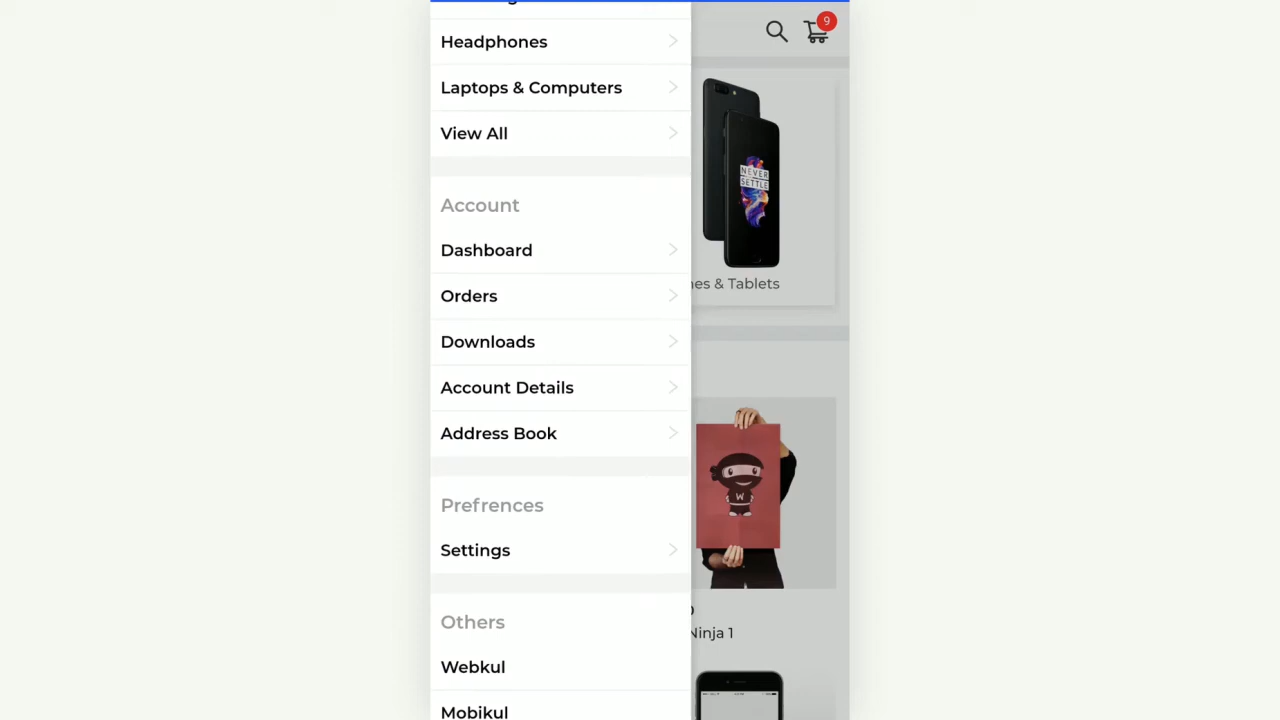 9
Headphones
Laptops & Computers
View All
NEVER
SETTLE
Account
Dashboard
Orders
es & Tablets
Downloads
Account Details
Address Book
W
Prefrences
Settings
Ninja 1
Others
Webkul
Mobikul